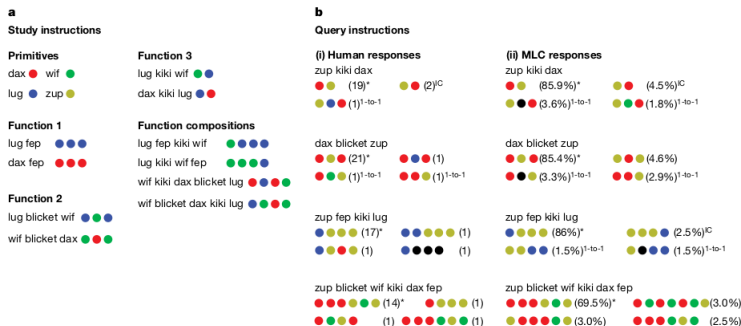 a
Study instructions
Primitives
dax wif
lug zup
Function 1
lug fep
dax fep
Function 2
lug blicket wif
wif blicket dax
Function 3
lug kiki wif
dax kiki lug
Function compositions
lug fep kiki wif
lug kiki wif fep
wif kiki dax blicket lug
wif blicket dax kiki lug
b
Query instructions
(i) Human responses
zup kiki dax
(19)* (2)IC
(1)1-to-1
dax blicket zup
(21)* (1)
(1)1-to-1 (1)1-to-1
zup fep kiki lug
(17)* (1)
(1) (1)
zup blicket wif kiki dax fep
(14)* (1)
(1) (1)
(ii) MLC responses
zup kiki dax
(85.9%)* (4.5%)IC
(3.6%)1-to-1 (1.8%)1-to-1
dax blicket zup
(85.4%)* (4.6%)
(3.3%)1-to-1 (2.9%)1-to-1
zup fep kiki lug
(86%)* (2.5%)IC
(1.5%)1-to-1 (1.5%)1-to-1
zup blicket wif kiki dax fep
(69.5%)* (3.0%)
(3.0%) (2.5%)